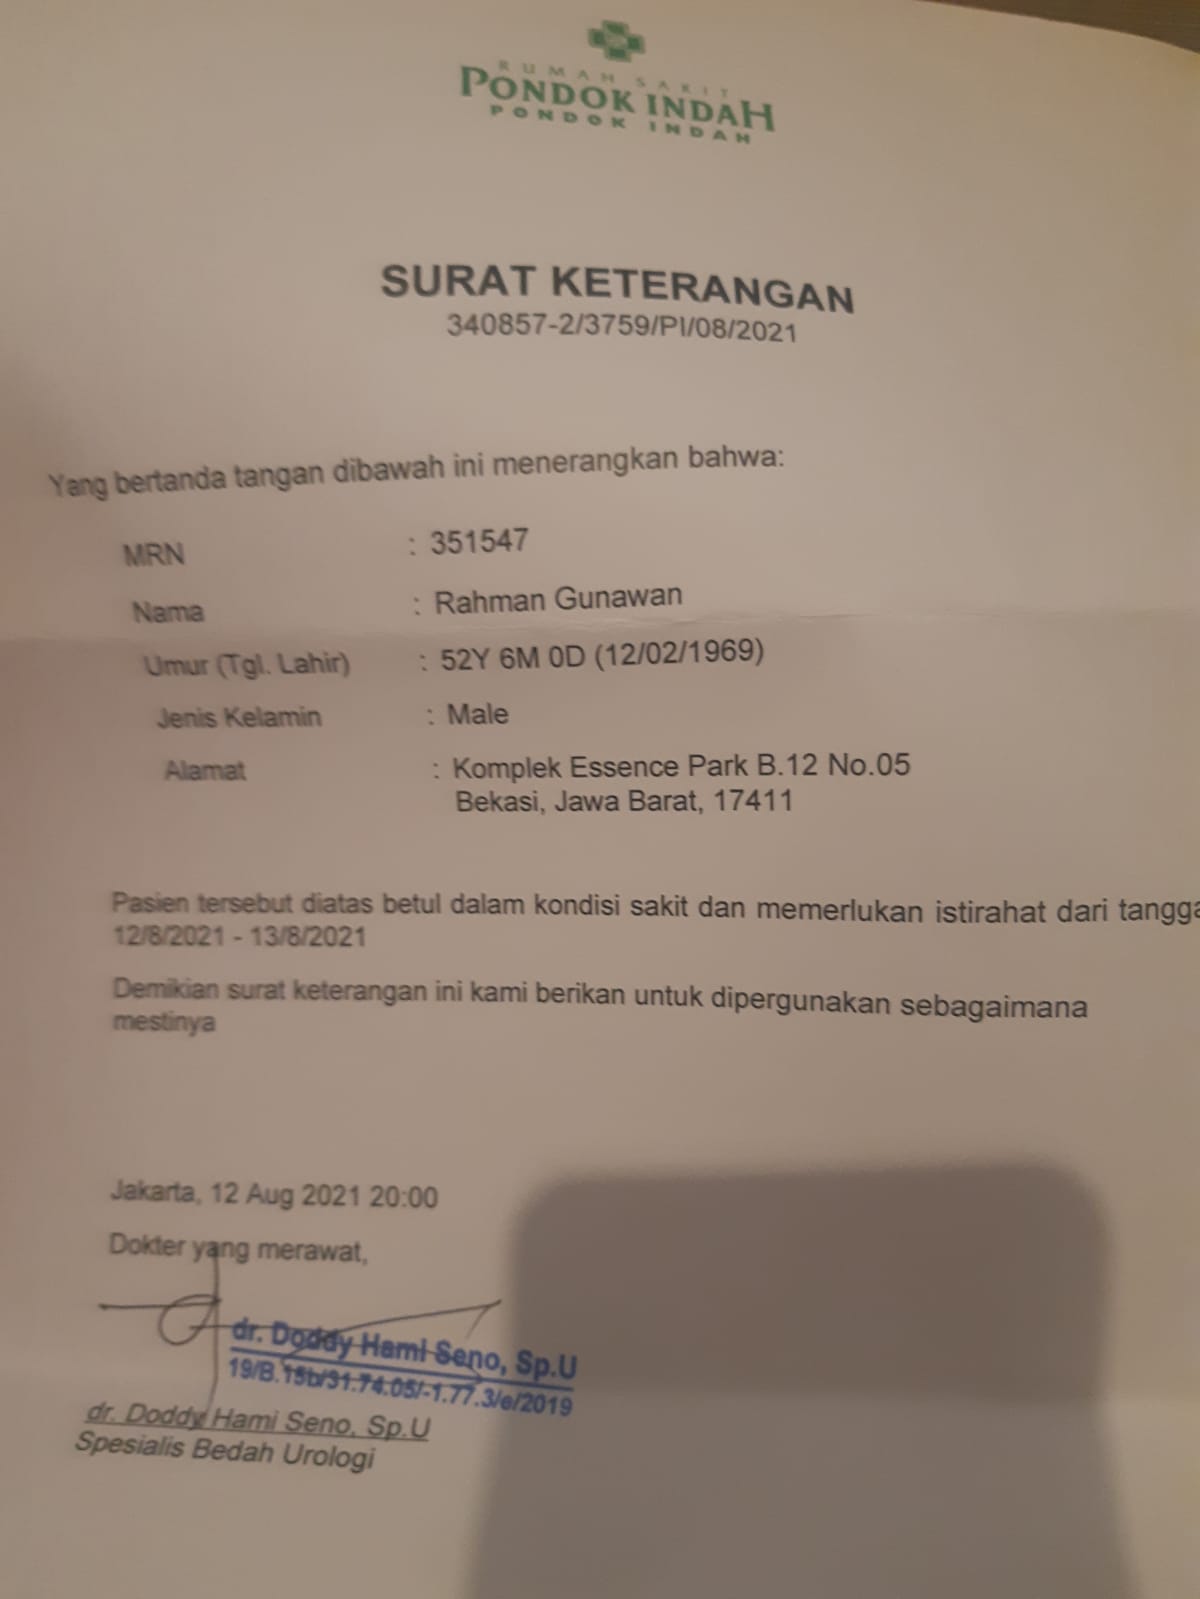 RUMAH SAKIT
PONDOK INDAH
PONDOK INDAH
SURAT KETERANGAN
340857-2/3759/PI/08/2021
Yang bertanda tangan dibawah ini menerangkan bahwa:
MRN : 351547
Nama : Rahman Gunawan
Umur (Tgl. Lahir) : 52Y 6M 0D (12/02/1969)
Jenis Kelamin : Male
Alamat : Komplek Essence Park B.12 No.05
Bekasi, Jawa Barat, 17411
Pasien tersebut diatas betul dalam kondisi sakit dan memerlukan istirahat dari tangga
12/8/2021 - 13/8/2021
Demikian surat keterangan ini kami berikan untuk dipergunakan sebagaimana
mestinya
Jakarta, 12 Aug 2021 20:00
Dokter yang merawat,
dr. Doddy Hami Seno, Sp.U
19/B.15b/31.74.05/-1.77.3/e/2019
dr. Doddy Hami Seno, Sp.U
Spesialis Bedah Urologi